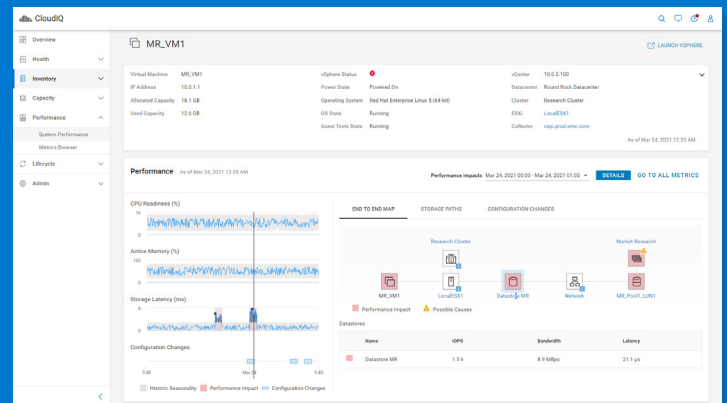 CloudIQ
Overview
Health
Inventory
Capacity
Performance
System Performance
Metrics Browser
Lifecycle
Admin
MR_VM1
LAUNCH VSPHERE
Virtual Machine MR_VM1
IP Address 10.0.1.1
Allocated Capacity 18.1 GB
Used Capacity 12.6 GB
vSphere Status
Power State Powered On
Operating System Red Hat Enterprise Linux 5 (64-bit)
OS State Running
Guest Tools State Running
vCenter 10.0.0.100
Datacenter Round Rock Datacenter
Cluster Research Cluster
ESXi LocalESX1
Collector ciqc.prod.emc.com
As of Mar 24, 2021 12:39 AM
Performance As of Mar 24, 2021 12:39 AM
Performance impacts Mar 24, 2021 00:00 - Mar 24, 2021 01:05
DETAILS
GO TO ALL METRICS
CPU Readiness (%)
16
0
Active Memory (%)
100
0
Storage Latency (ms)
0
Configuration Changes
9:40
Mar 24
9:40
Historic Seasonality Performance Impact Configuration Changes
END TO END MAP
STORAGE PATHS
CONFIGURATION CHANGES
Research Cluster
Market Research
MR_VM1
LocalESX1
Datastore MR
Network
MR_Pool1_LUN1
Performance Impact Possible Causes
Datastores
Name IOPS Bandwidth Latency
Datastore MR 1.5 k 8.9 MBps 21.1 µs